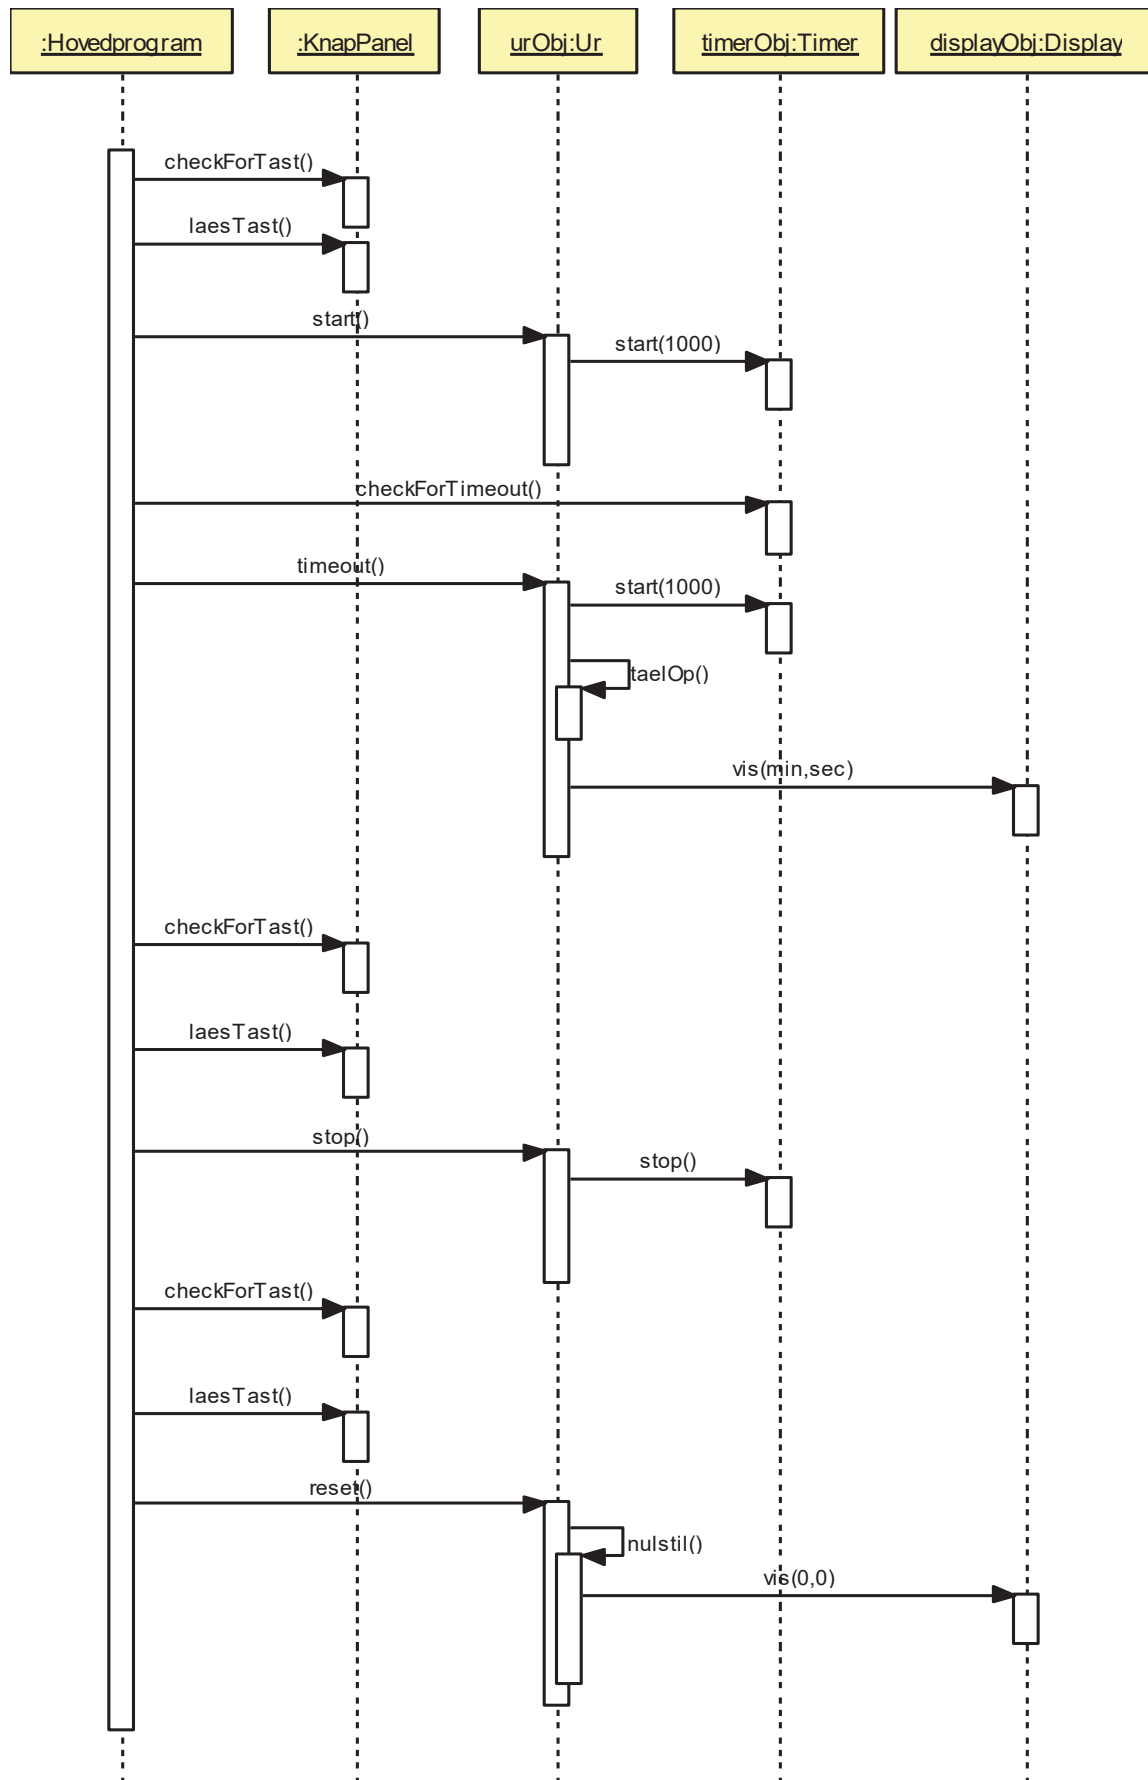 :Hovedprogram
:KnapPanel
urObj:Ur
timerObj:Timer
displayObj:Display
checkForTast()
laesTast()
start()
start(1000)
checkForTimeout()
timeout()
start(1000)
taelOp()
vis(min,sec)
checkForTast()
laesTast()
stop()
stop()
checkForTast()
laesTast()
reset()
nulstil()
vis(0,0)